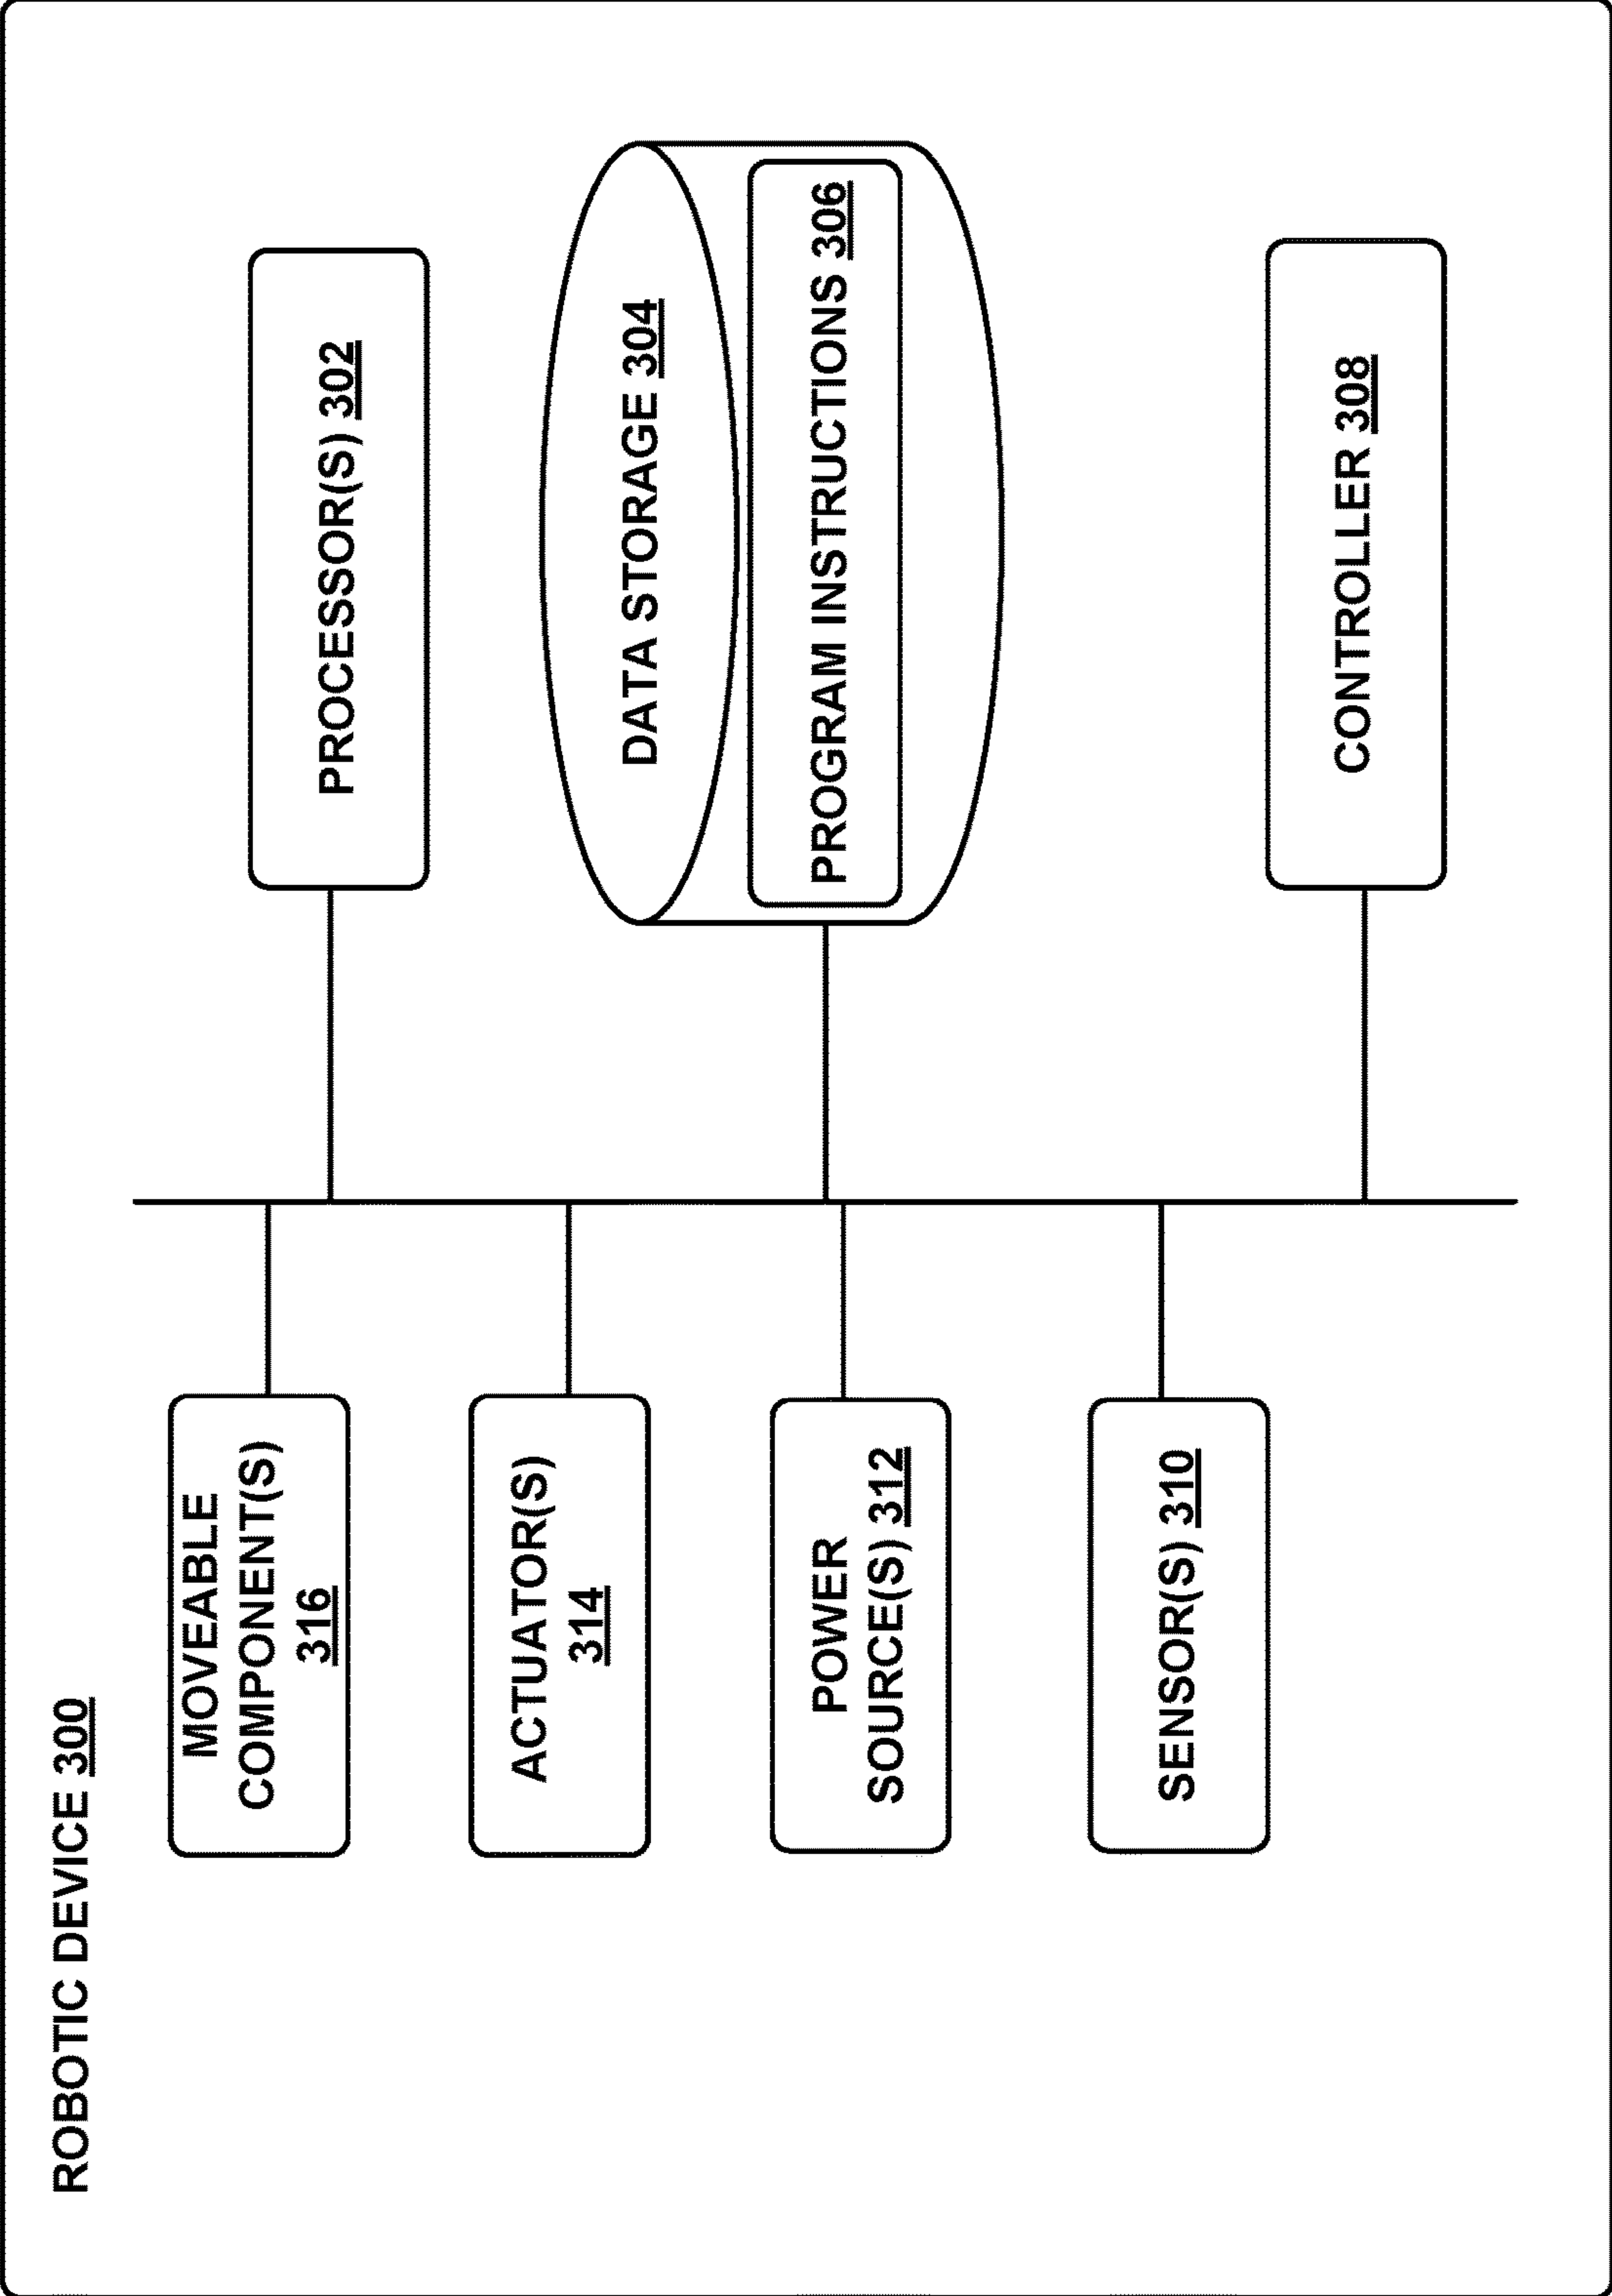 ROBOTIC DEVICE 300
MOVEABLE
COMPONENT(S)
316
ACTUATOR(S)
314
POWER
SOURCE(S) 312
SENSOR(S) 310
PROCESSOR(S) 302
DATA STORAGE 304
PROGRAM INSTRUCTIONS 306
CONTROLLER 308